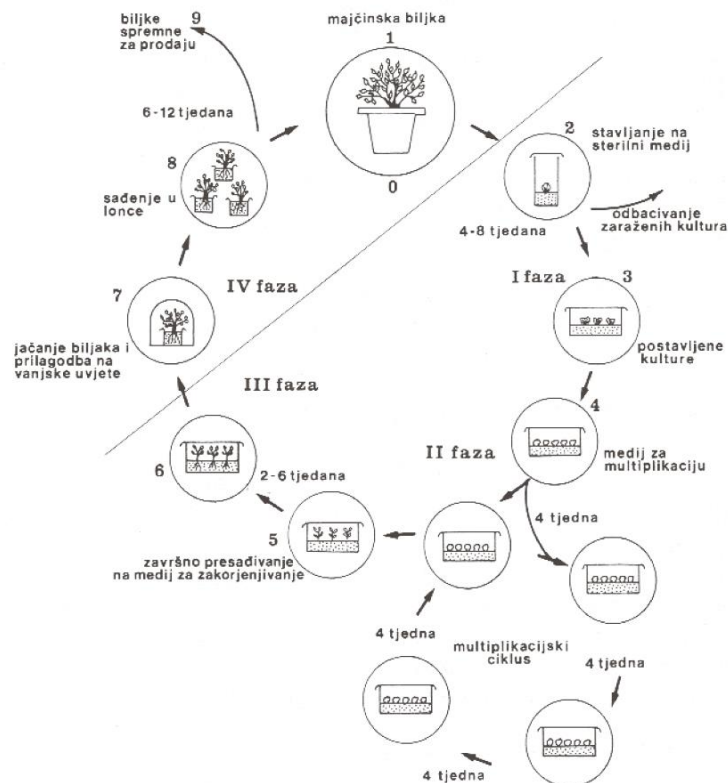 biljke 9
spremne
za prodaju
majčinska biljka
1
0
6-12 tjedana
8
sađenje u
lonce
2
stavljanje na
sterilni medij
4-8 tjedana
odbacivanje
zaraženih kultura
7
IV faza
I faza
3
jačanje biljaka i
prilagodba na
vanjske uvjete
postavljene
kulture
III faza
4
6
II faza
medij za
multiplikaciju
2-6 tjedana
5
4 tjedna
završno presađivanje
na medij za zakorjenjivanje
4 tjedna
multiplikacijski
ciklus
4 tjedna
4 tjedna